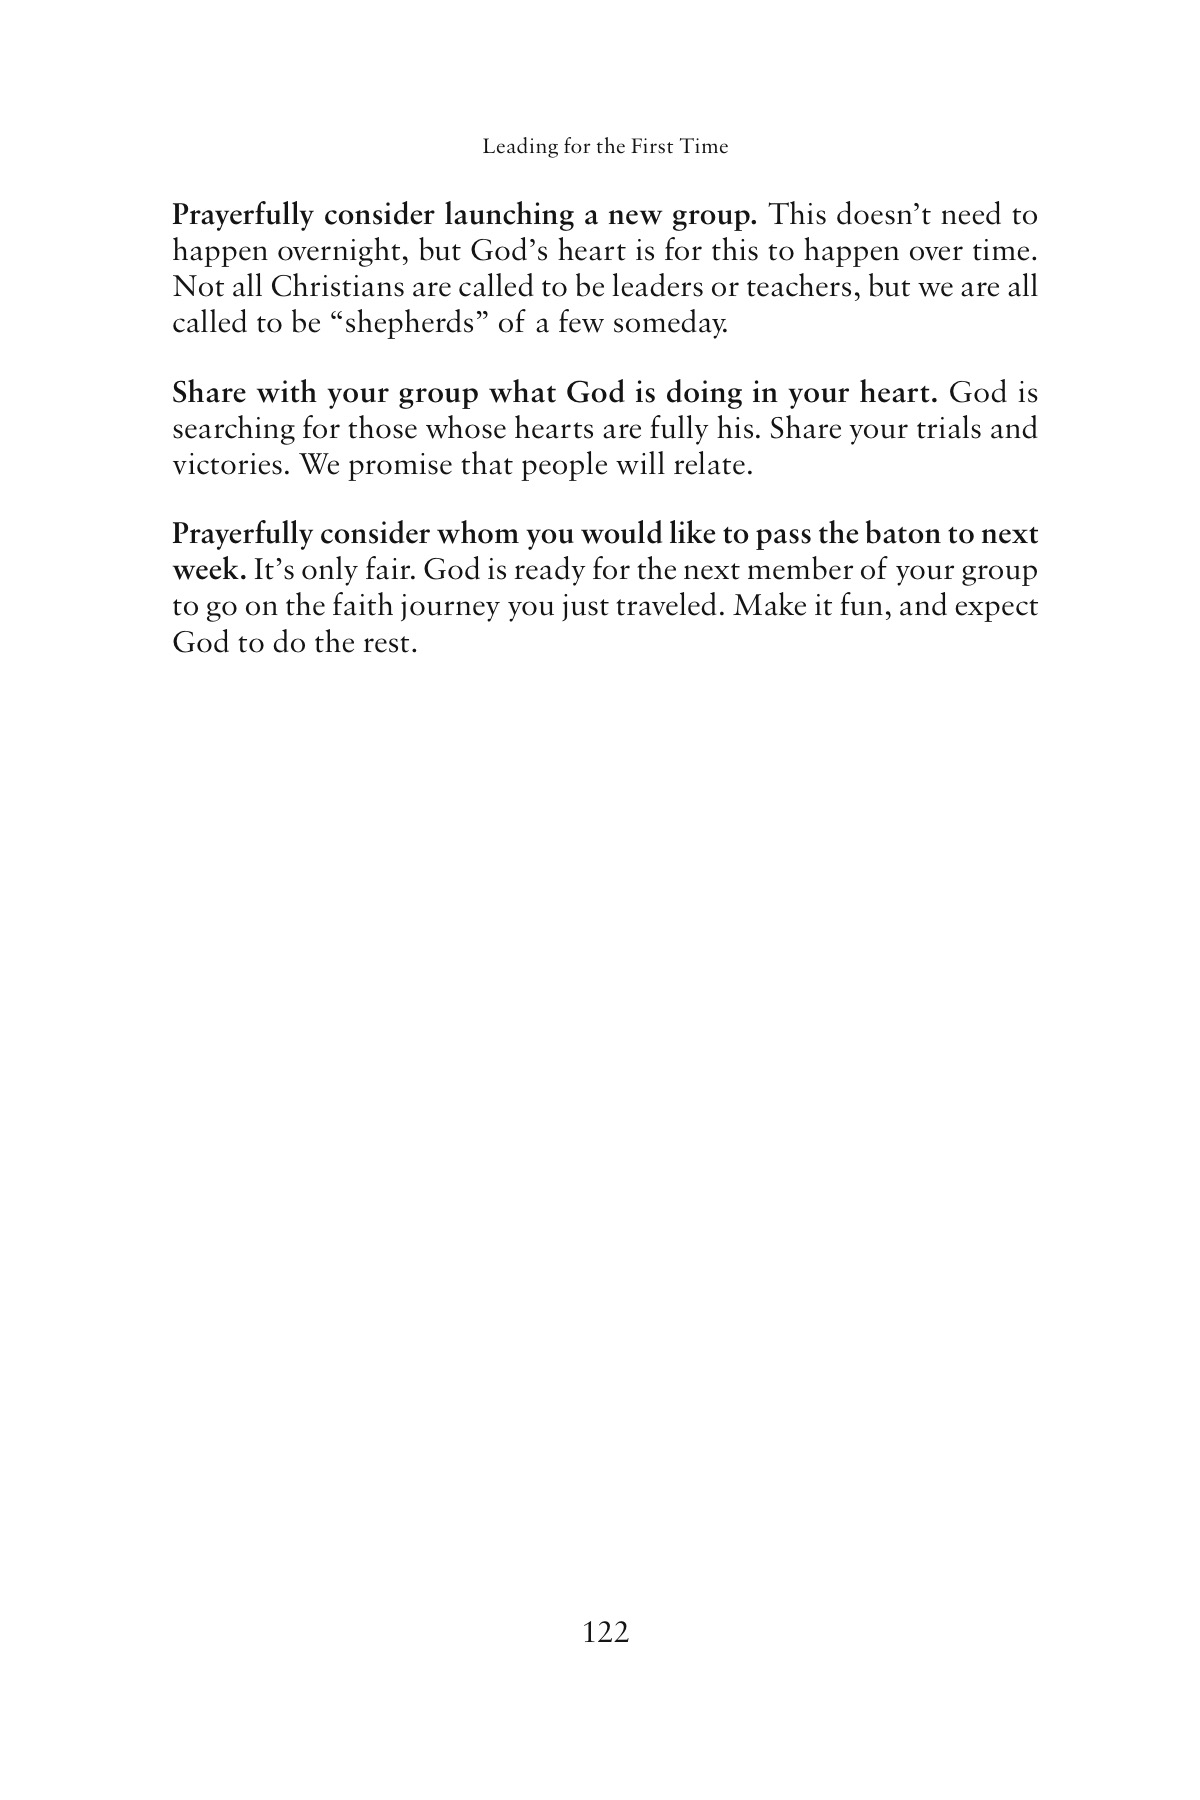 Leading for the First Time
Prayerfully consider launching a new group. This doesn’t need to
happen overnight, but God’s heart is for this to happen over time.
Not all Christians are called to be leaders or teachers, but we are all
called to be “shepherds” of a few someday.
Share with your group what God is doing in your heart. God is
searching for those whose hearts are fully his. Share your trials and
victories. We promise that people will relate.
Prayerfully consider whom you would like to pass the baton to next
week. It’s only fair. God is ready for the next member of your group
to go on the faith journey you just traveled. Make it fun, and expect
God to do the rest.
122